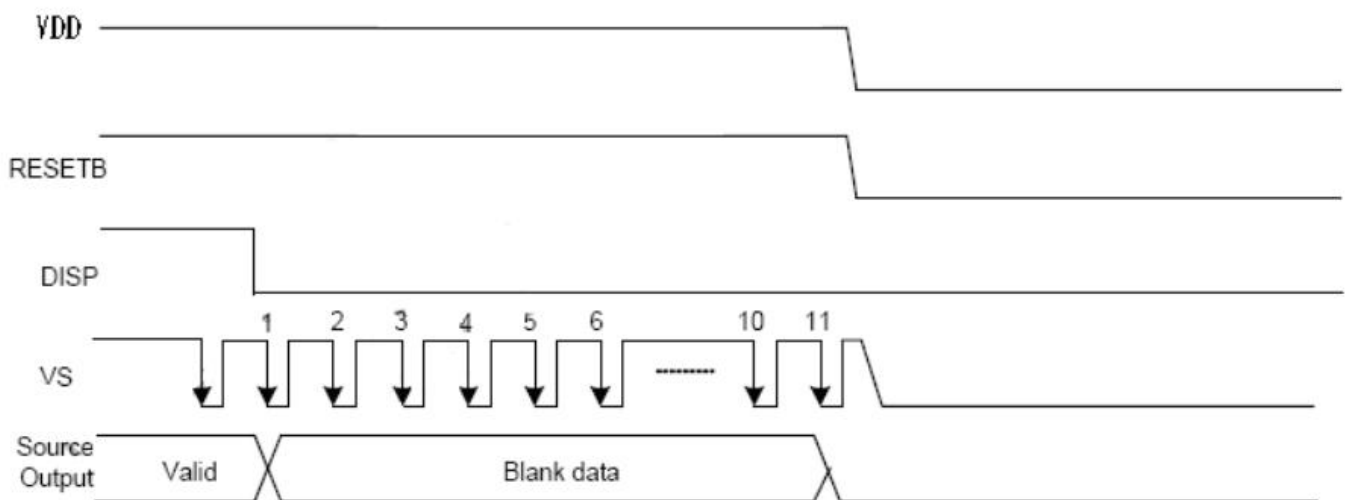 VDD
RESETB
DISP
1 2 3 4 5 6 10 11
VS
Source
Output
Valid
Blank data